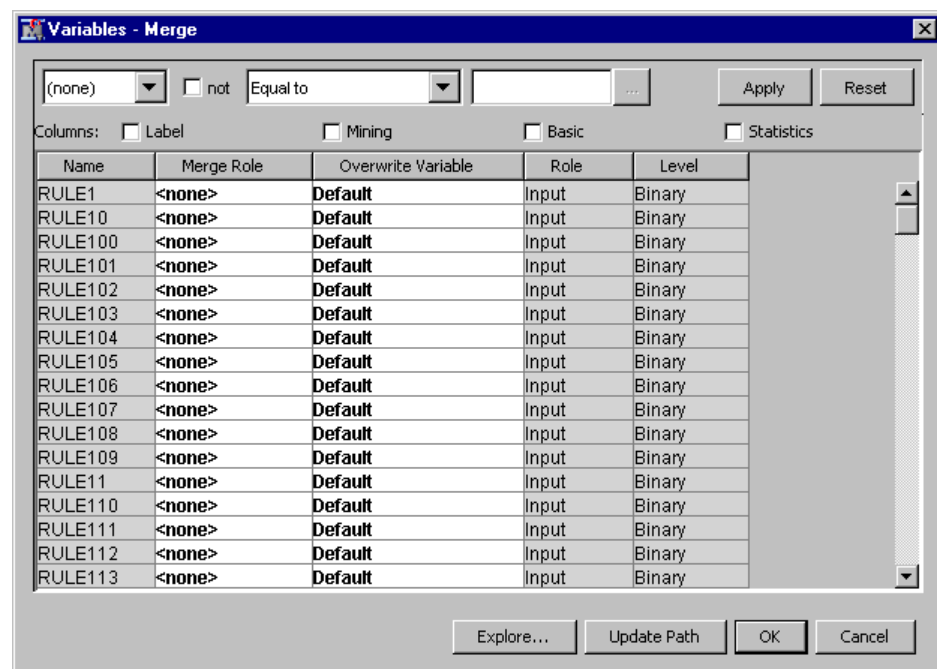 Variables - Merge
(none) not Equal to ... Apply Reset
Columns: Label Mining Basic Statistics
Name Merge Role Overwrite Variable Role Level
RULE1 <none> Default Input Binary
RULE10 <none> Default Input Binary
RULE100 <none> Default Input Binary
RULE101 <none> Default Input Binary
RULE102 <none> Default Input Binary
RULE103 <none> Default Input Binary
RULE104 <none> Default Input Binary
RULE105 <none> Default Input Binary
RULE106 <none> Default Input Binary
RULE107 <none> Default Input Binary
RULE108 <none> Default Input Binary
RULE109 <none> Default Input Binary
RULE11 <none> Default Input Binary
RULE110 <none> Default Input Binary
RULE111 <none> Default Input Binary
RULE112 <none> Default Input Binary
RULE113 <none> Default Input Binary
Explore... Update Path OK Cancel